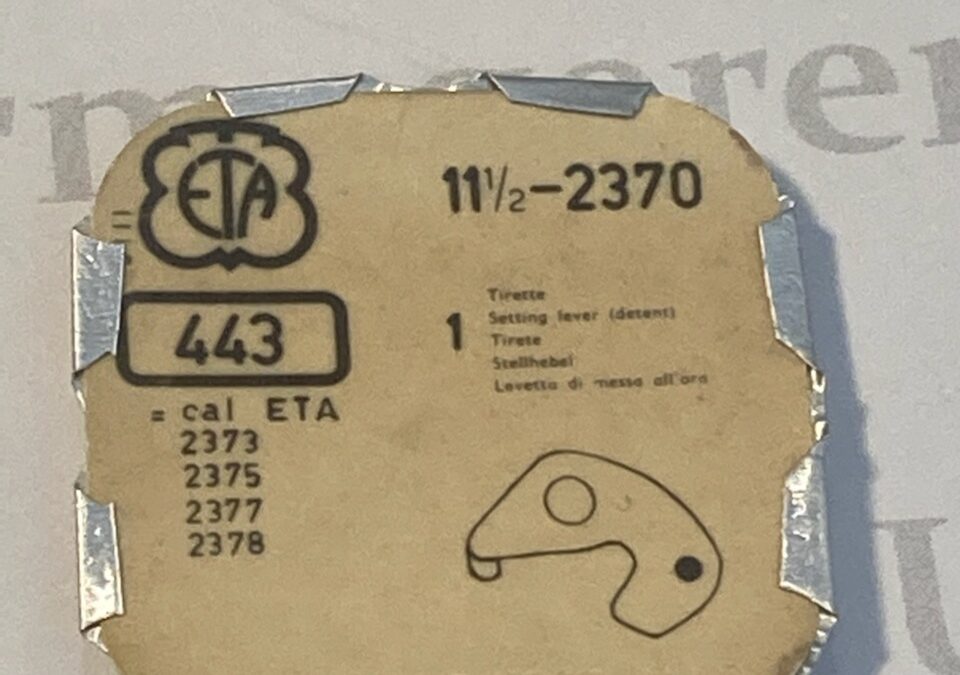 ETA
11½-2370
443
= cal ETA
2373
2375
2377
2378
1
Tirette
Setting lever (detent)
Tirete
Stellhebel
Levetta di messa all'ora